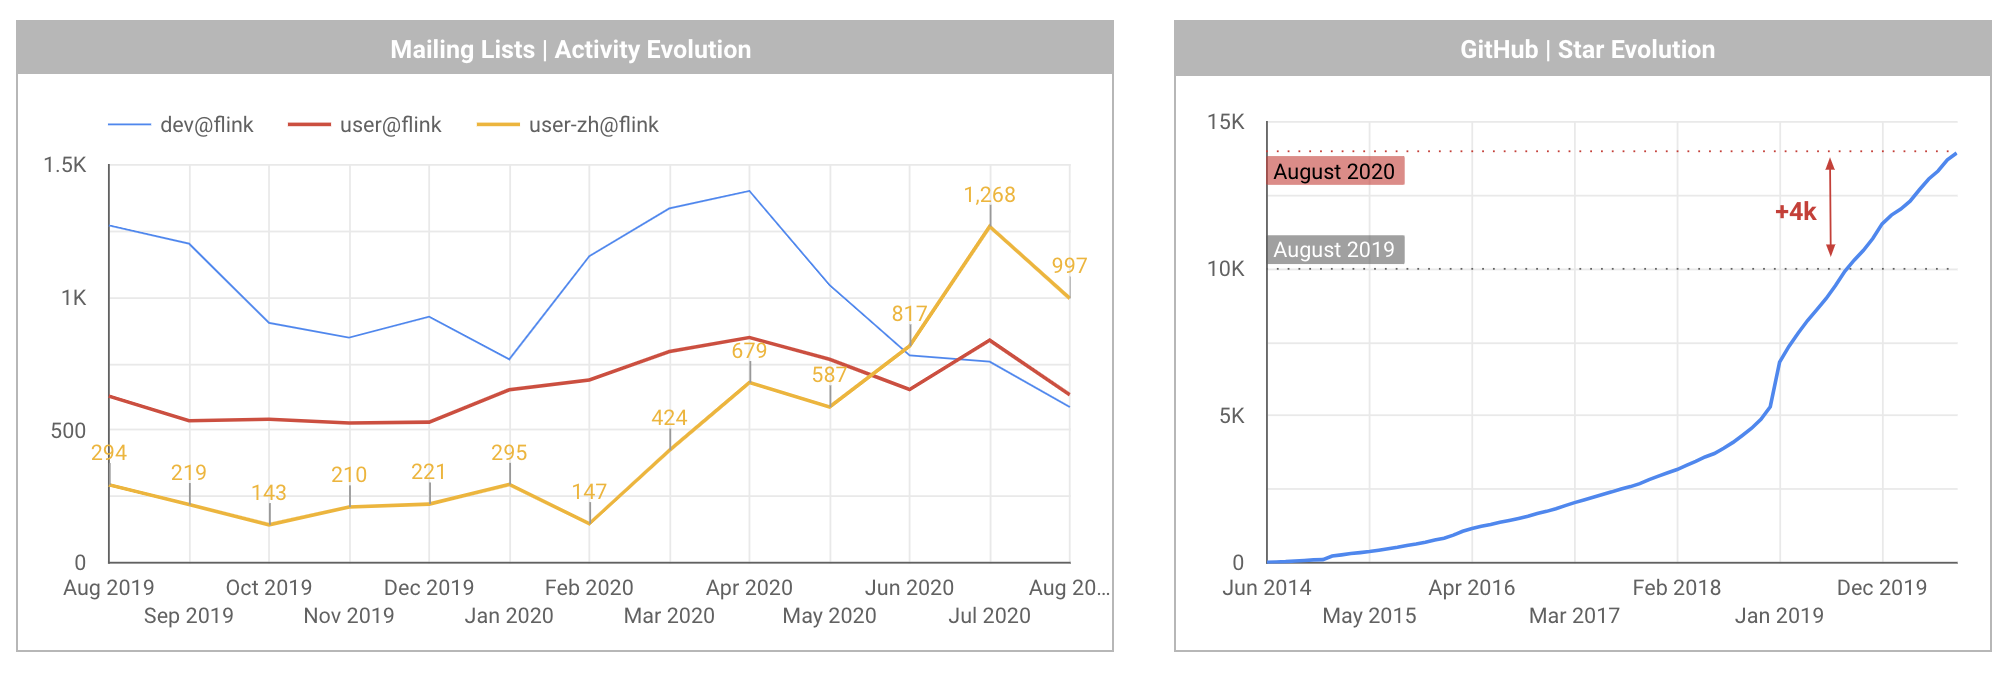 Mailing Lists | Activity Evolution
dev@flink user@flink user-zh@flink
1.5K
1K
500
0
294
219
143
210
221
295
147
424
679
587
817
1,268
997
Aug 2019 Oct 2019 Dec 2019 Feb 2020 Apr 2020 Jun 2020 Aug 20...
Sep 2019 Nov 2019 Jan 2020 Mar 2020 May 2020 Jul 2020
GitHub | Star Evolution
15K
August 2020
+4k
August 2019
10K
5K
0
Jun 2014 Apr 2016 Feb 2018 Dec 2019
May 2015 Mar 2017 Jan 2019